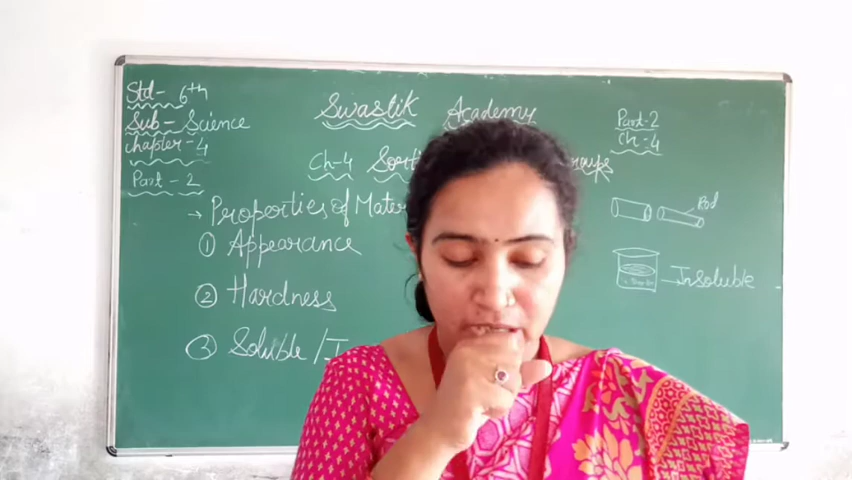 Std- 6th
Sub- Science
chapter- 4
Part - 2
Swastik Academy
Ch-4
Part-2
Ch-4
→ Properties of
① Appearance
② Hardness
③ Soluble /
Rod
Insoluble